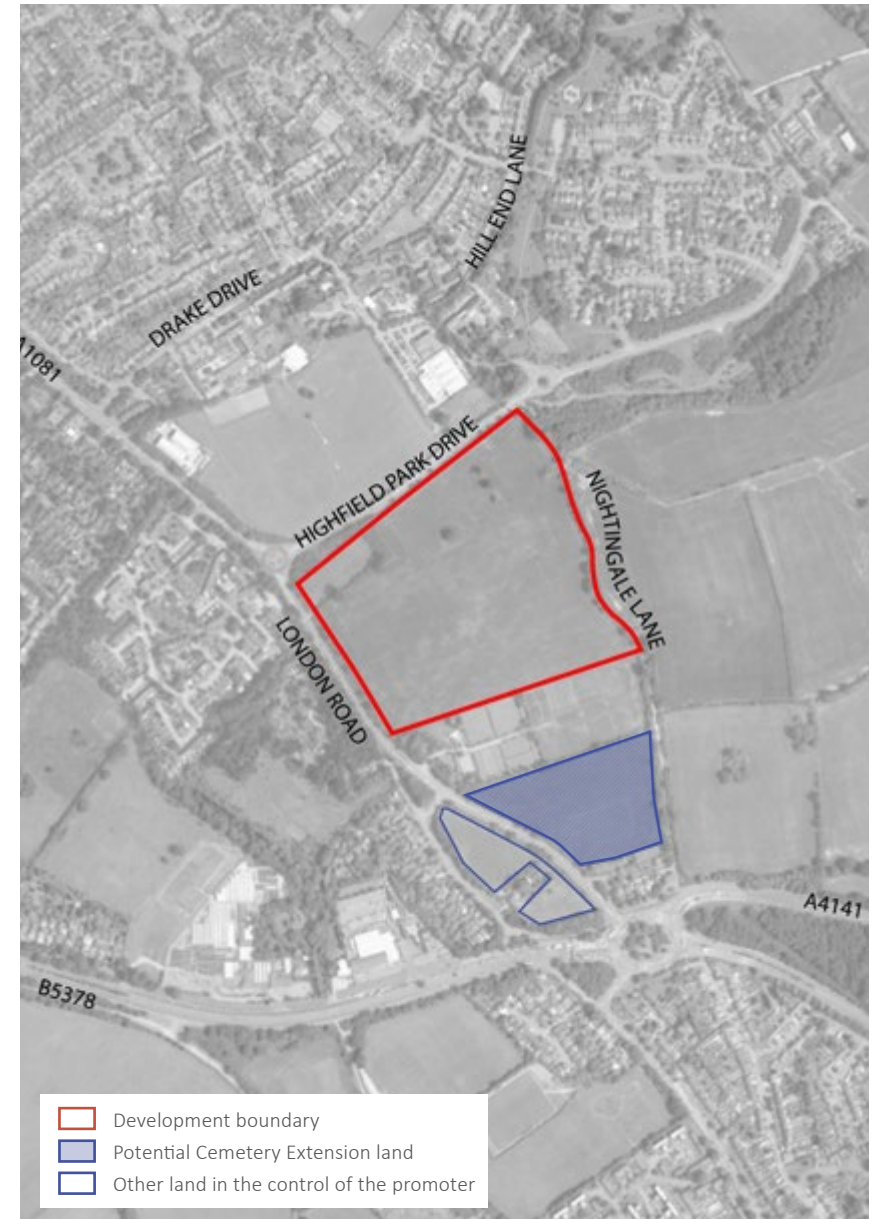 HILL END LANE
DRAKE DRIVE
A1081
HIGHFIELD PARK DRIVE
NIGHTINGALE LANE
LONDON ROAD
A4141
B5378
Development boundary
Potential Cemetery Extension land
Other land in the control of the promoter